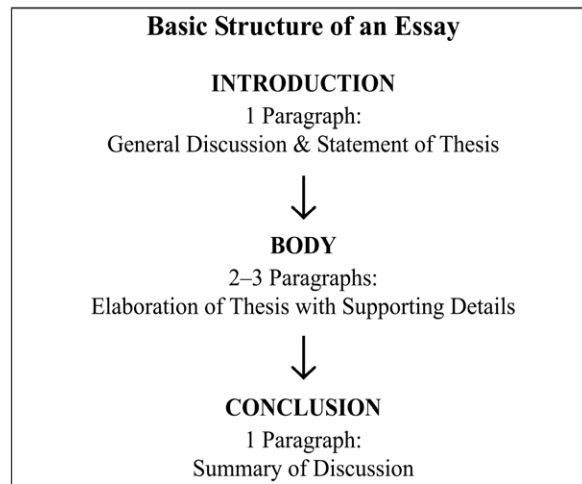 Basic Structure of an Essay
INTRODUCTION
1 Paragraph:
General Discussion & Statement of Thesis
BODY
2–3 Paragraphs:
Elaboration of Thesis with Supporting Details
CONCLUSION
1 Paragraph:
Summary of Discussion